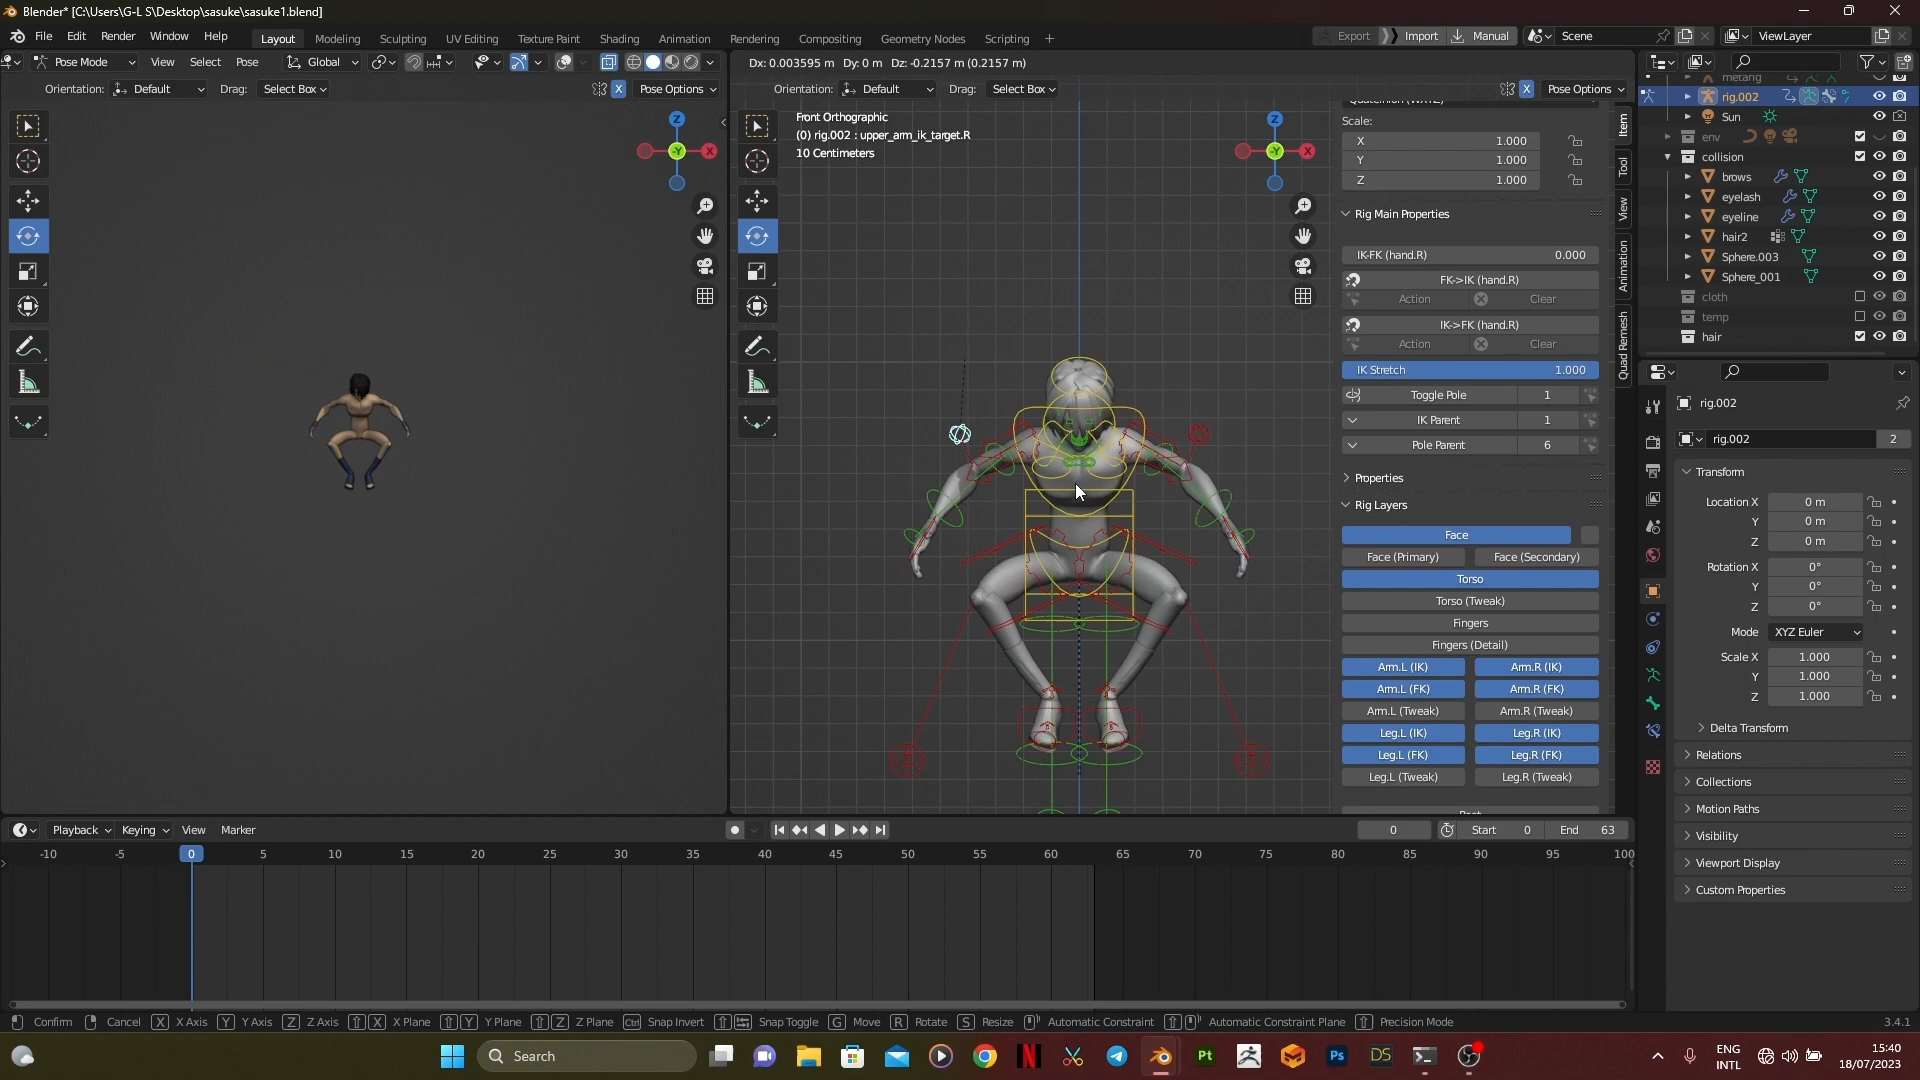 Blender* [C:\Users\G-L S\Desktop\sasuke\sasuke1.blend]
File Edit Render Window Help Layout Modeling Sculpting UV Editing Texture Paint Shading Animation Rendering Compositing Geometry Nodes Scripting + Export Import Manual Scene ViewLayer
Pose Mode View Select Pose Global Dx: 0.003595 m Dy: 0 m Dz: -0.2157 m (0.2157 m)
Orientation: Default Drag: Select Box X Pose Options Orientation: Default Drag: Select Box X Pose Options
Front Orthographic
(0) rig.002 : upper_arm_ik_target.R
10 Centimeters
Z
-Y
X
Z
-Y
X
Scale:
X 1.000
Y 1.000
Z 1.000
Rig Main Properties
IK-FK (hand.R) 0.000
FK->IK (hand.R)
Action Clear
IK->FK (hand.R)
Action Clear
IK Stretch 1.000
Toggle Pole 1
IK Parent 1
Pole Parent 6
Properties
Rig Layers
Face
Face (Primary) Face (Secondary)
Torso
Torso (Tweak)
Fingers
Fingers (Detail)
Arm.L (IK) Arm.R (IK)
Arm.L (FK) Arm.R (FK)
Arm.L (Tweak) Arm.R (Tweak)
Leg.L (IK) Leg.R (IK)
Leg.L (FK) Leg.R (FK)
Leg.L (Tweak) Leg.R (Tweak)
Item
Tool
View
Animation
Quad Remesh
metang
rig.002
Sun
env
collision
brows
eyelash
eyeline
hair2
Sphere.003
Sphere_001
cloth
temp
hair
rig.002
rig.002 2
Transform
Location X 0 m
Y 0 m
Z 0 m
Rotation X 0°
Y 0°
Z 0°
Mode XYZ Euler
Scale X 1.000
Y 1.000
Z 1.000
Delta Transform
Relations
Collections
Motion Paths
Visibility
Viewport Display
Custom Properties
Playback Keying View Marker 0 Start 0 End 63
-10 -5 0 5 10 15 20 25 30 35 40 45 50 55 60 65 70 75 80 85 90 95 100
Confirm Cancel X X Axis Y Y Axis Z Z Axis X X Plane Y Y Plane Z Z Plane Ctrl Snap Invert Snap Toggle G Move R Rotate S Resize Automatic Constraint Automatic Constraint Plane Precision Mode 3.4.1
Search N Pt Ps DS ENG 15:40
INTL 18/07/2023